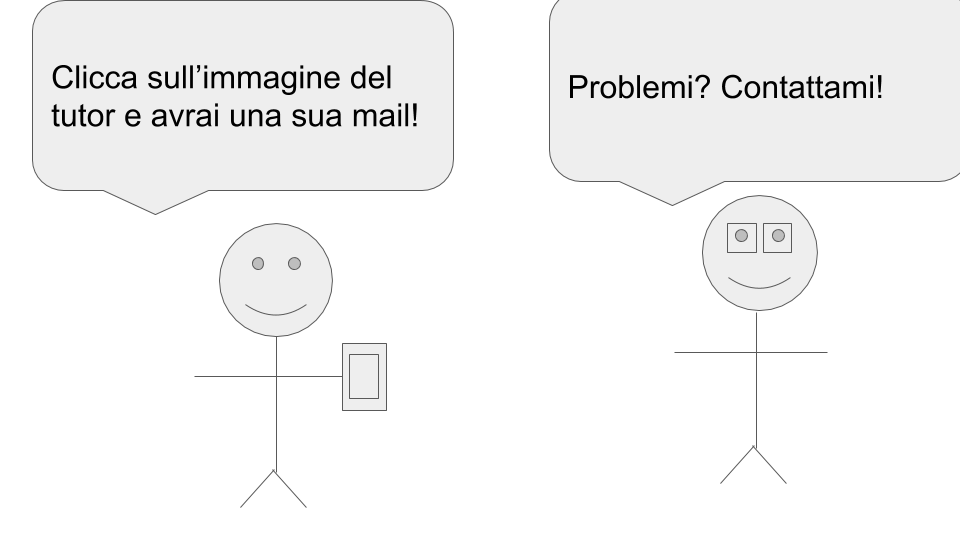 Clicca sull’immagine del
tutor e avrai una sua mail!
Problemi? Contattami!